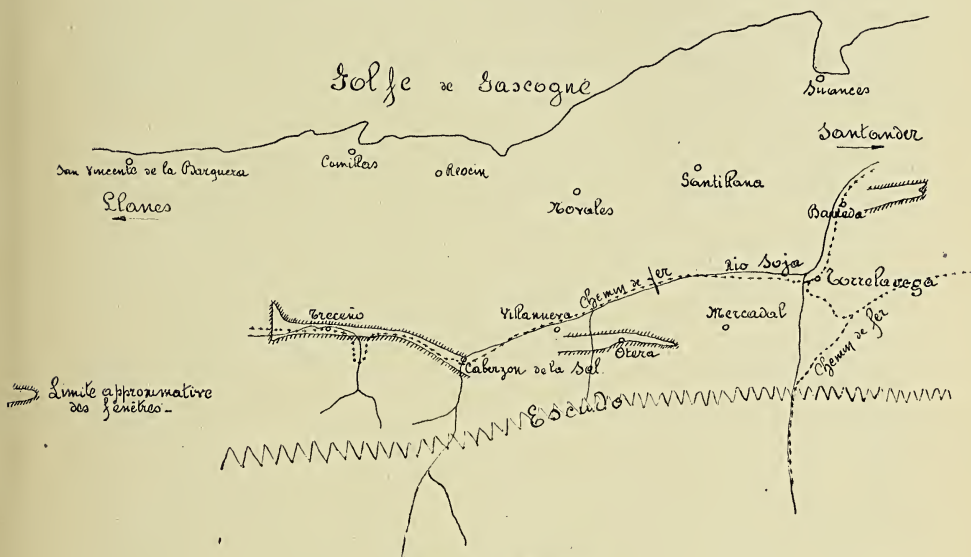 Golfe de Gascogne
Suances
Santander
San Vincente de la Barquera
Comillas
Reocin
Santillana
Llanes
Novales
Barreda
Rio Soja
Torrelavega
Chemin de fer
Treceño
Villanueva
Mercadal
Otera
Chemin de fer
Cabezon de la Sal.
Limite approximative
des fenêtres_
Escudo